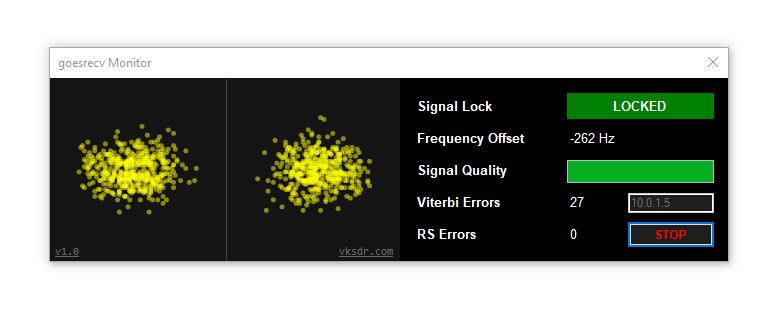 goesrecv Monitor
Signal Lock LOCKED
Frequency Offset -262 Hz
Signal Quality
Viterbi Errors 27 10.0.1.5
RS Errors 0 STOP
v1.0 vksdr.com